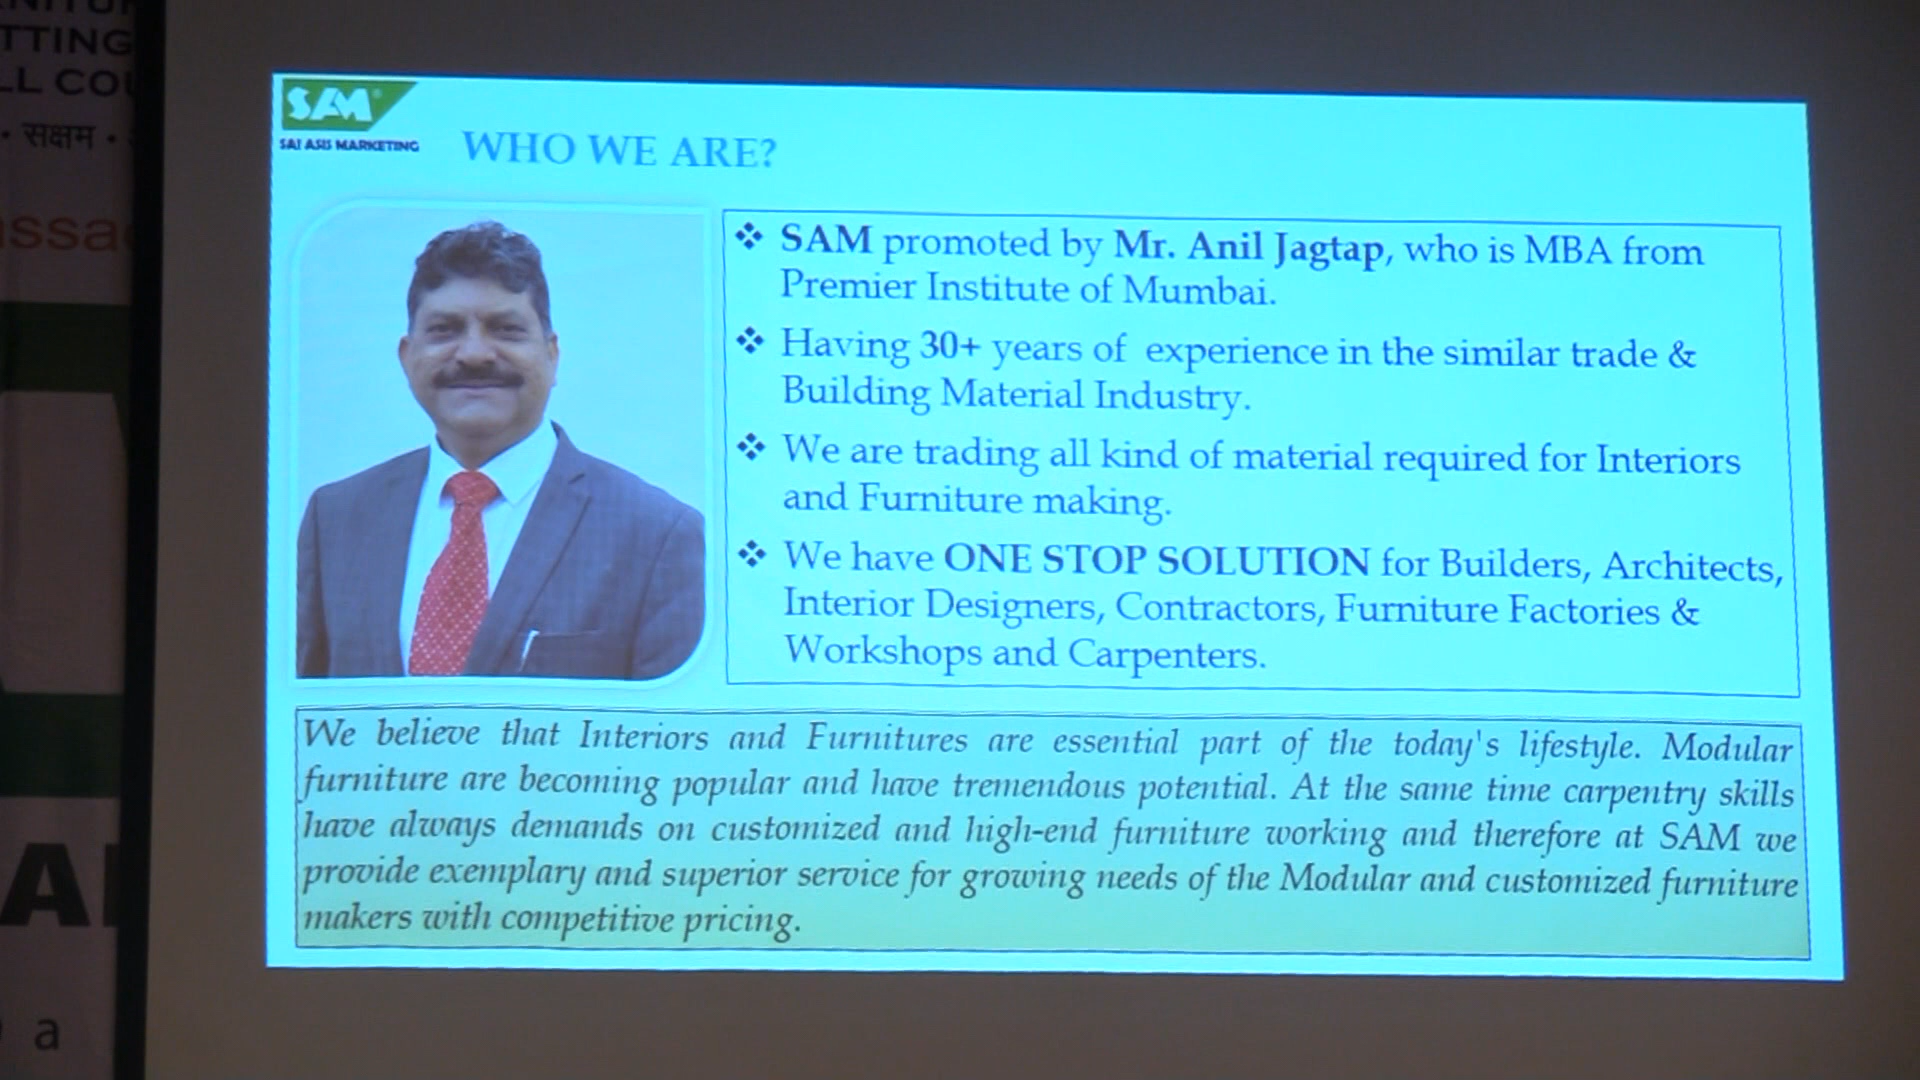 TTING
LL COU
• सक्षम •
ssa
A
a
SAM
SAI ASIS MARKETING
WHO WE ARE?
❖ SAM promoted by Mr. Anil Jagtap, who is MBA from
Premier Institute of Mumbai.
❖ Having 30+ years of experience in the similar trade &
Building Material Industry.
❖ We are trading all kind of material required for Interiors
and Furniture making.
❖ We have ONE STOP SOLUTION for Builders, Architects,
Interior Designers, Contractors, Furniture Factories &
Workshops and Carpenters.
We believe that Interiors and Furnitures are essential part of the today's lifestyle. Modular
furniture are becoming popular and have tremendous potential. At the same time carpentry skills
have always demands on customized and high-end furniture working and therefore at SAM we
provide exemplary and superior service for growing needs of the Modular and customized furniture
makers with competitive pricing.